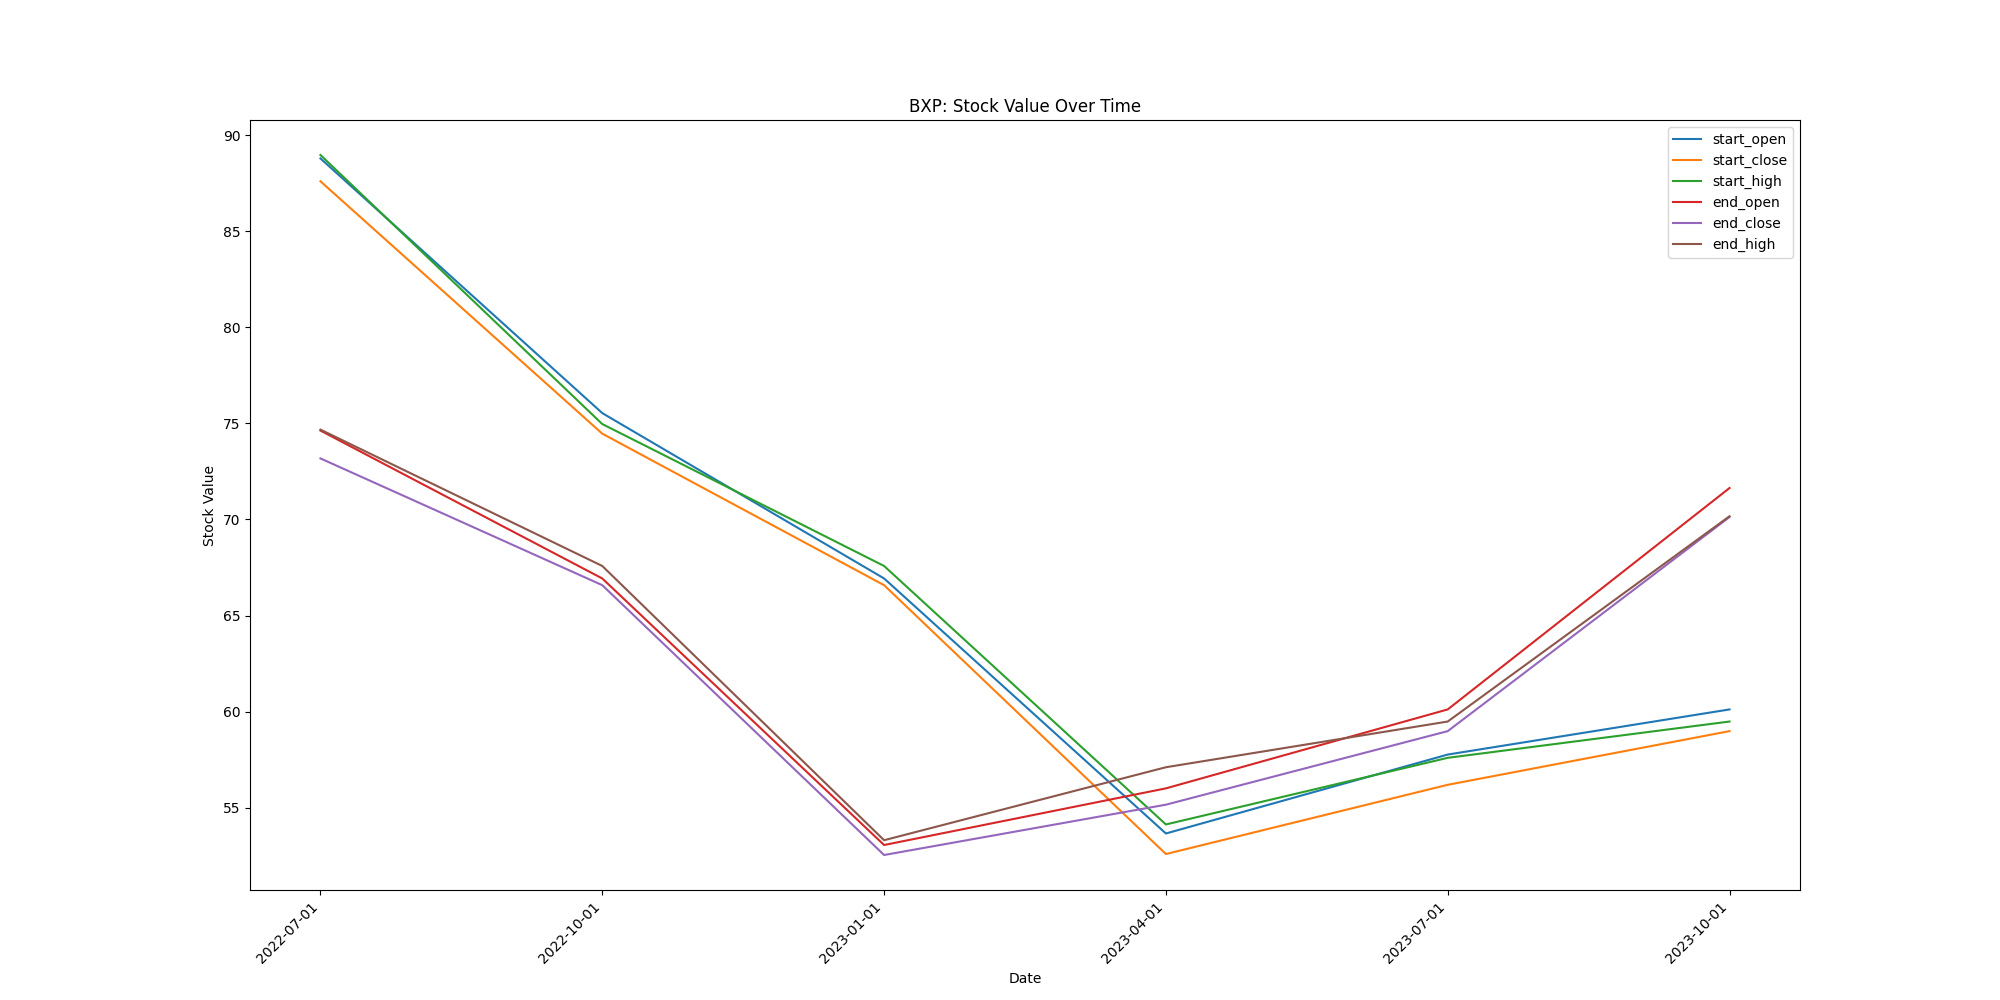 BXP: Stock Value Over Time
start_open
start_close
start_high
end_open
end_close
end_high
90
85
80
75
70
65
60
55
Stock Value
2022-07-01
2022-10-01
2023-01-01
2023-04-01
2023-07-01
2023-10-01
Date